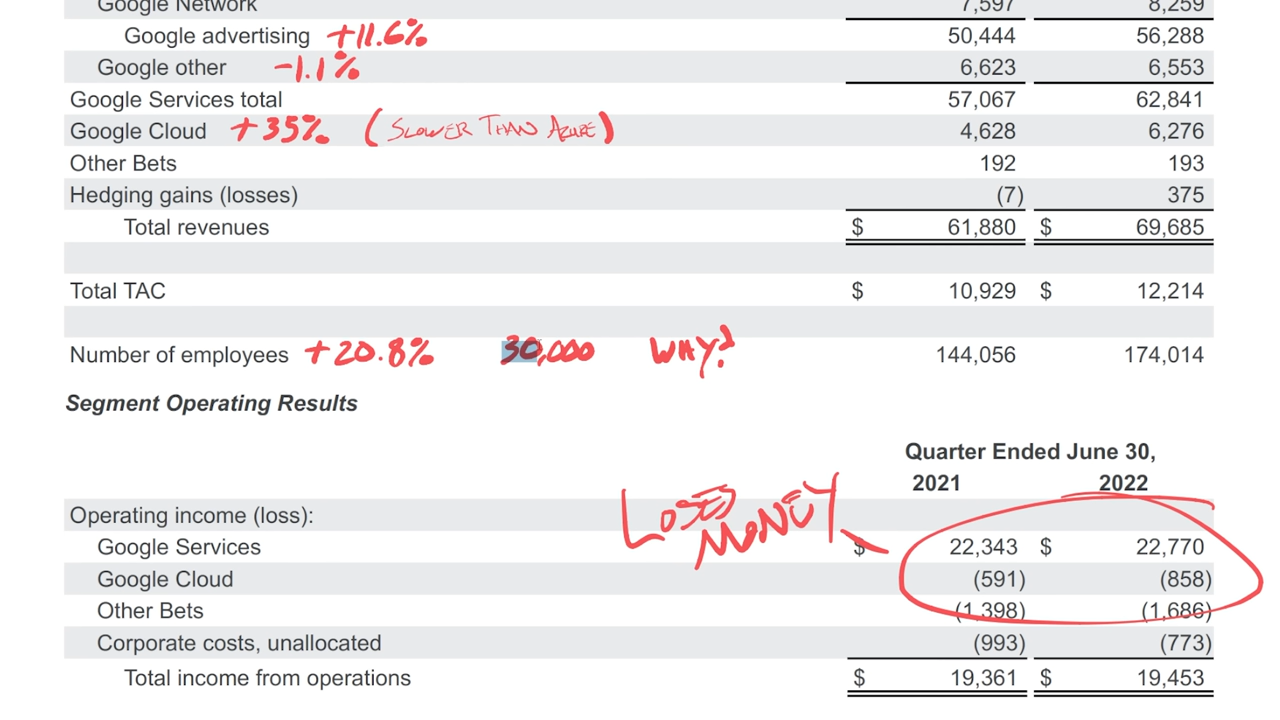 Google Network 7,597 8,259
Google advertising +11.6% 50,444 56,288
Google other -1.1% 6,623 6,553
Google Services total 57,067 62,841
Google Cloud +35% (SLOWER THAN AZURE) 4,628 6,276
Other Bets 192 193
Hedging gains (losses) (7) 375
Total revenues $ 61,880 $ 69,685
Total TAC $ 10,929 $ 12,214
Number of employees +20.8% 30,000 WHY? 144,056 174,014
Segment Operating Results
Quarter Ended June 30,
2021 2022
LOSES
MONEY
Operating income (loss):
Google Services $ 22,343 $ 22,770
Google Cloud (591) (858)
Other Bets (1,398) (1,686)
Corporate costs, unallocated (993) (773)
Total income from operations $ 19,361 $ 19,453